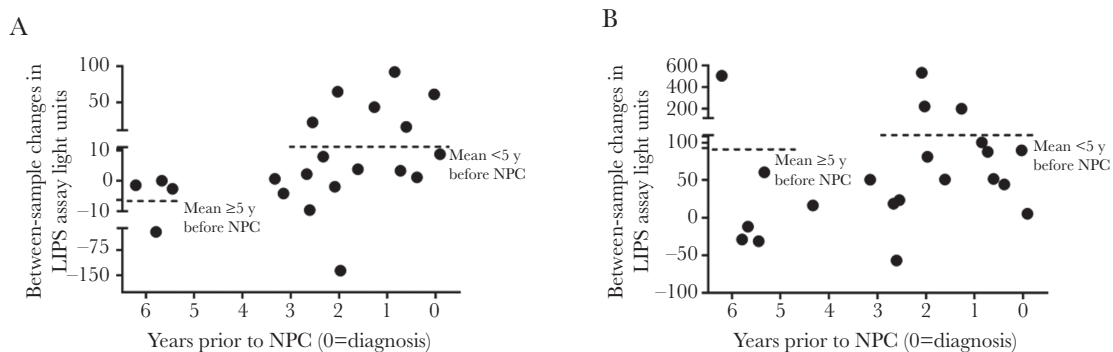 A
Between-sample changes in
LIPS assay light units
100
50
10
0
−10
−75
−150
Mean <5 y
before NPC
Mean ≥5 y
before NPC
6 5 4 3 2 1 0
Years prior to NPC (0=diagnosis)
B
Between-sample changes in
LIPS assay light units
600
400
200
100
50
0
−50
−100
Mean ≥5 y
before NPC
Mean <5 y
before NPC
6 5 4 3 2 1 0
Years prior to NPC (0=diagnosis)